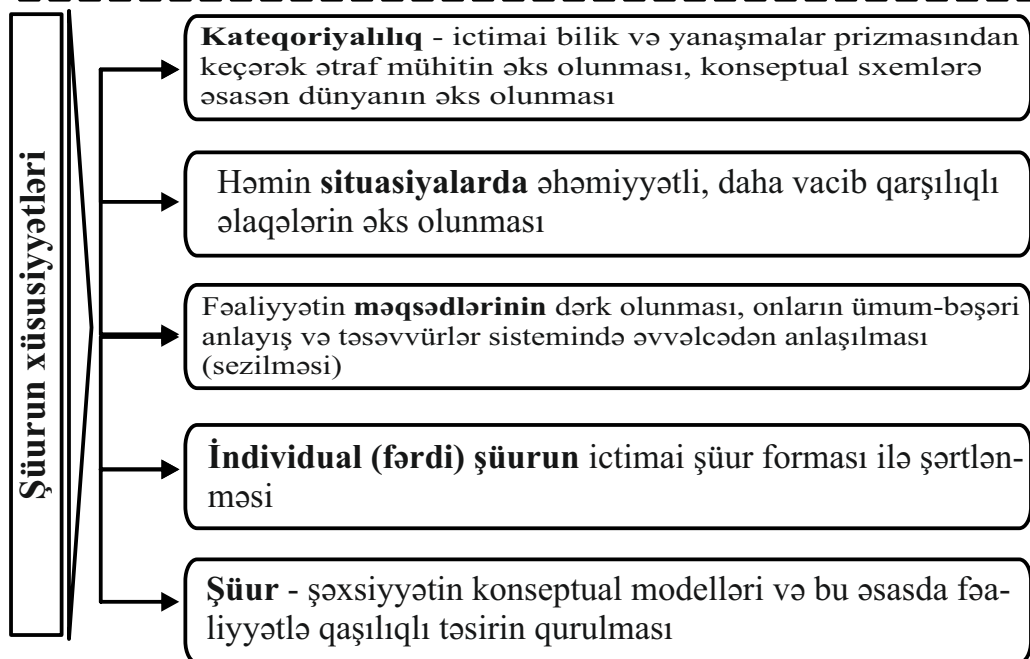 Şüurun xüsusiyyətləri
Kateqoriyalılıq - ictimai bilik və yanaşmalar prizmasından
keçərək ətraf mühitin əks olunması, konseptual sxemlərə
əsasən dünyanın əks olunması
Həmin situasiyalarda əhəmiyyətli, daha vacib qarşılıqlı
əlaqələrin əks olunması
Fəaliyyətin məqsədlərinin dərk olunması, onların ümum-bəşəri
anlayış və təsəvvürlər sistemində əvvəlcədən anlaşılması
(sezilməsi)
İndividual (fərdi) şüurun ictimai şüur forması ilə şərtlən-
məsi
Şüur - şəxsiyyətin konseptual modelləri və bu əsasda fəa-
liyyətlə qaşılıqlı təsirin qurulması